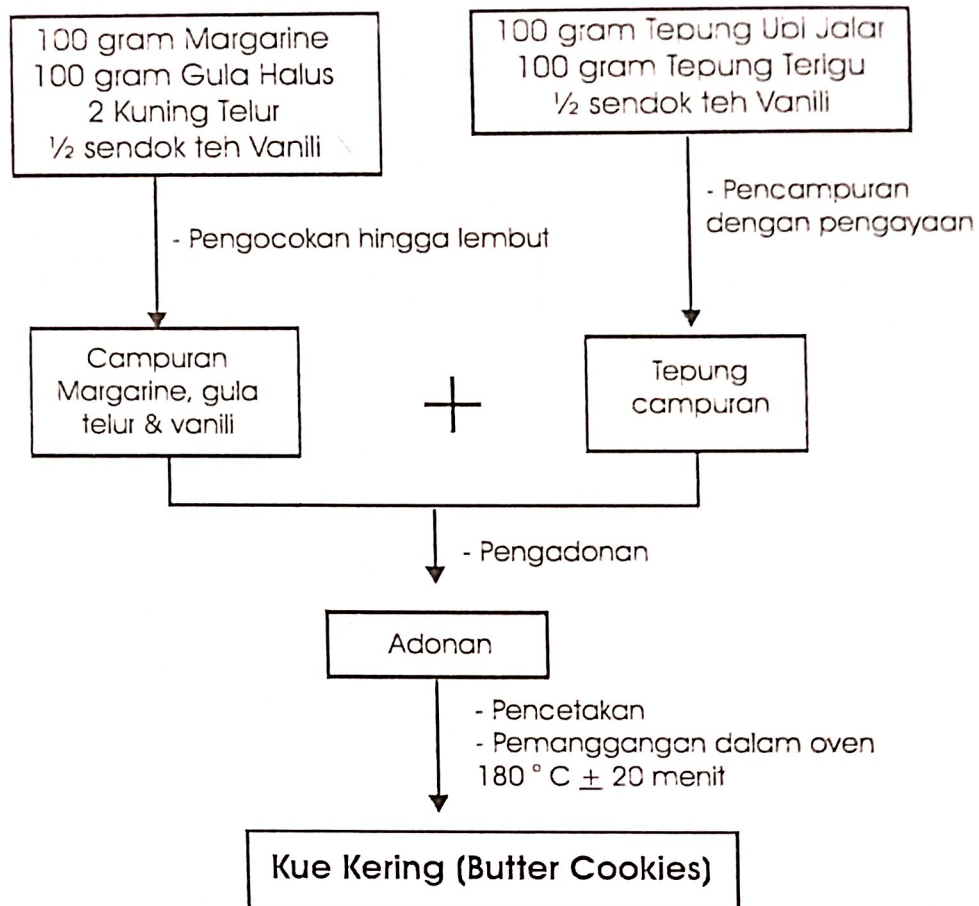 100 gram Margarine
100 gram Gula Halus
2 Kuning Telur
½ sendok teh Vanili
100 gram Tepung Ubi Jalar
100 gram Tepung Terigu
½ sendok teh Vanili
- Pengocokan hingga lembut
- Pencampuran
dengan pengayaan
Campuran
Margarine, gula
telur & vanili
+
Tepung
campuran
- Pengadonan
Adonan
- Pencetakan
- Pemanggangan dalam oven
180 ° C ± 20 menit
Kue Kering (Butter Cookies)